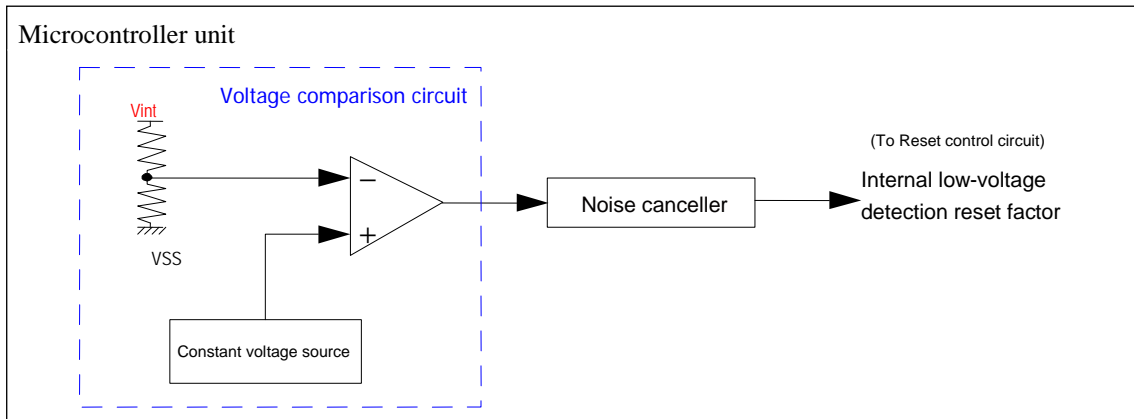 Microcontroller unit
Voltage comparison circuit
Vint
−
+
VSS
Constant voltage source
Noise canceller
(To Reset control circuit)
Internal low-voltage
detection reset factor